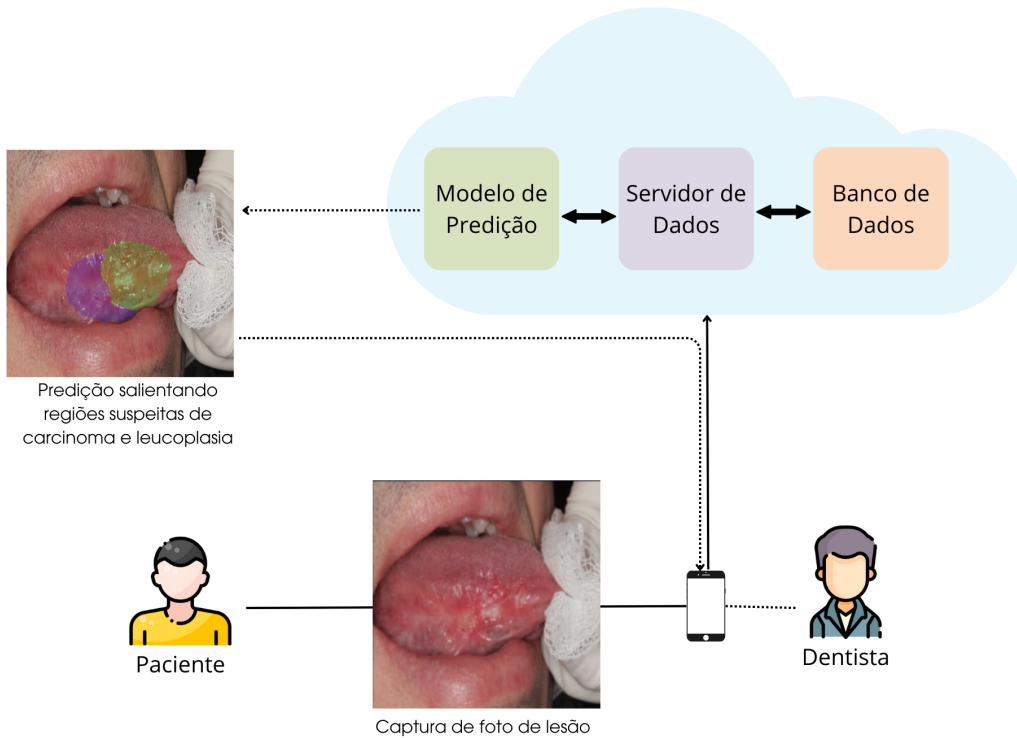 Modelo de
Predição
Servidor de
Dados
Banco de
Dados
Predição salientando
regiões suspeitas de
carcinoma e leucoplasia
Paciente
Dentista
Captura de foto de lesão